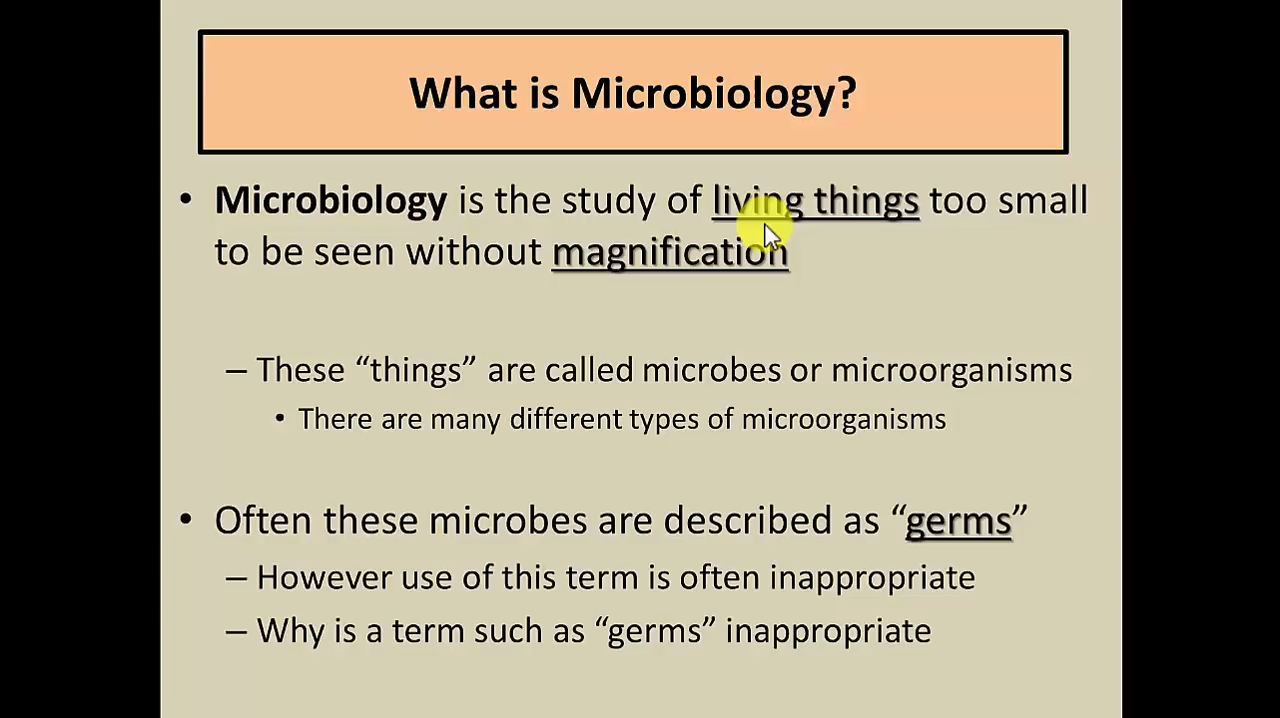 What is Microbiology?
• Microbiology is the study of living things too small
to be seen without magnification
– These “things” are called microbes or microorganisms
• There are many different types of microorganisms
• Often these microbes are described as “germs”
– However use of this term is often inappropriate
– Why is a term such as “germs” inappropriate